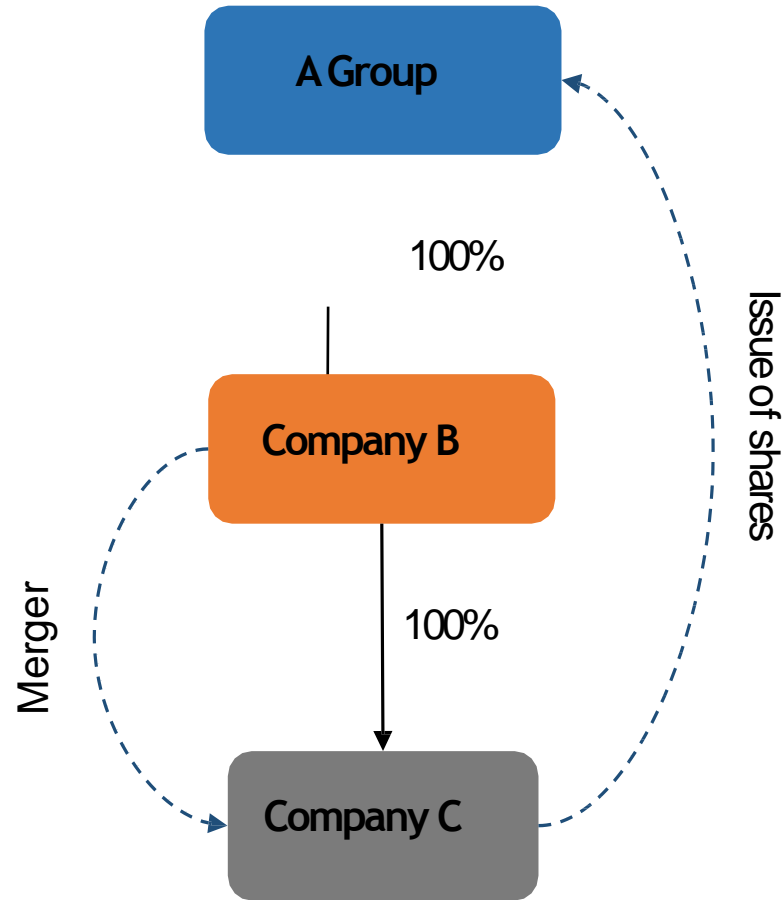 A Group
100%
Issue of shares
Company B
100%
Merger
Company C